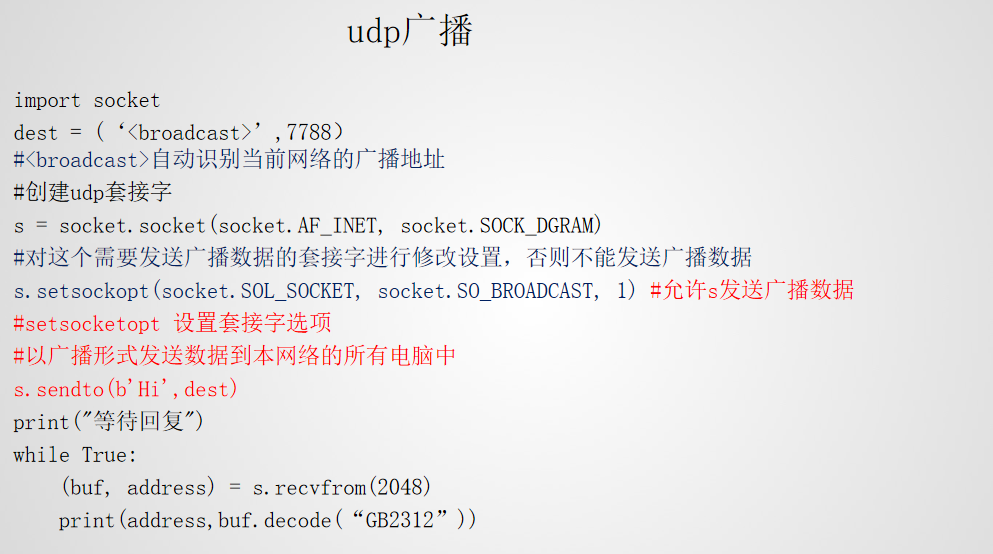 udp广播
import socket
dest = (‘<broadcast>’,7788)
#<broadcast>自动识别当前网络的广播地址
#创建udp套接字
s = socket.socket(socket.AF_INET, socket.SOCK_DGRAM)
#对这个需要发送广播数据的套接字进行修改设置，否则不能发送广播数据
s.setsockopt(socket.SOL_SOCKET, socket.SO_BROADCAST, 1) #允许s发送广播数据
#setsocketopt 设置套接字选项
#以广播形式发送数据到本网络的所有电脑中
s.sendto(b'Hi',dest)
print("等待回复")
while True:
    (buf, address) = s.recvfrom(2048)
    print(address,buf.decode(“GB2312”))